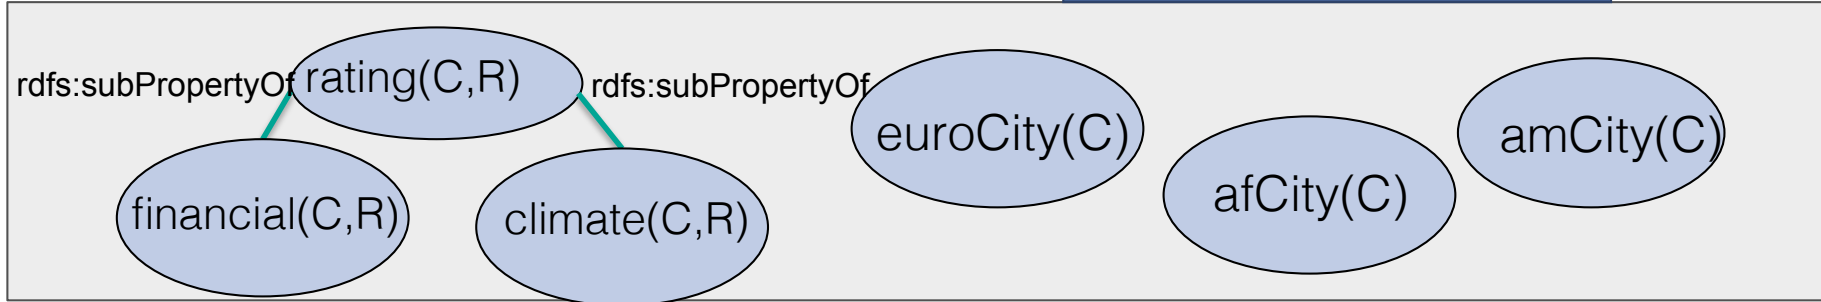 rdfs:subPropertyOf
rating(C,R)
rdfs:subPropertyOf
euroCity(C)
amCity(C)
afCity(C)
financial(C,R)
climate(C,R)